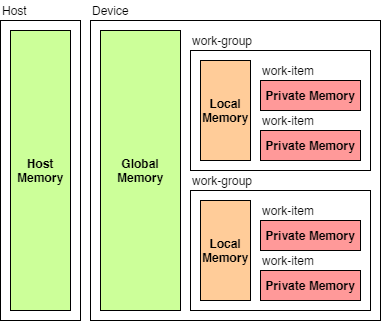 Host
Host
Memory
Device
Global
Memory
work-group
Local
Memory
work-item
Private Memory
work-item
Private Memory
work-group
Local
Memory
work-item
Private Memory
work-item
Private Memory